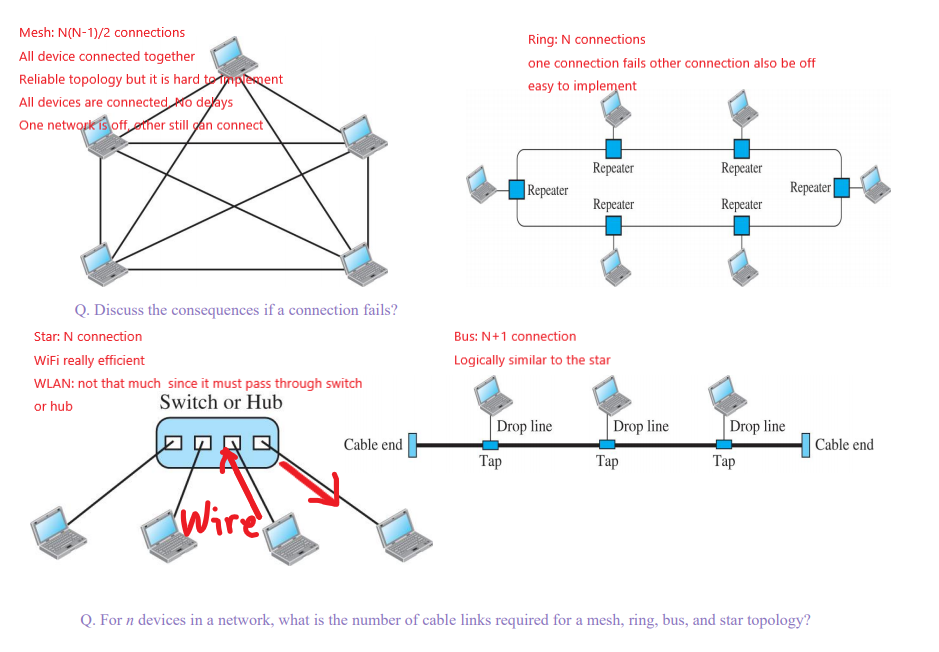 Mesh: N(N-1)/2 connections
All device connected together
Reliable topology but it is hard to implement
All devices are connected, No delays
One network is off, other still can connect
Ring: N connections
one connection fails other connection also be off
easy to implement
Repeater
Repeater
Repeater
Repeater
Repeater
Repeater
Q. Discuss the consequences if a connection fails?
Star: N connection
WiFi really efficient
WLAN: not that much since it must pass through switch
or hub
Switch or Hub
Wire
Bus: N+1 connection
Logically similar to the star
Drop line
Drop line
Drop line
Cable end
Cable end
Tap
Tap
Tap
Q. For n devices in a network, what is the number of cable links required for a mesh, ring, bus, and star topology?